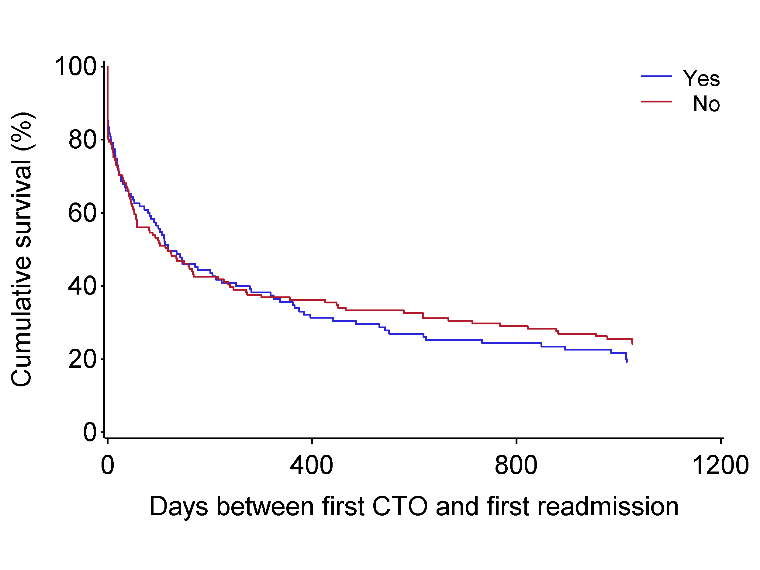 Yes
No
Cumulative survival (%)
100
80
60
40
20
0
0 400 800 1200
Days between first CTO and first readmission